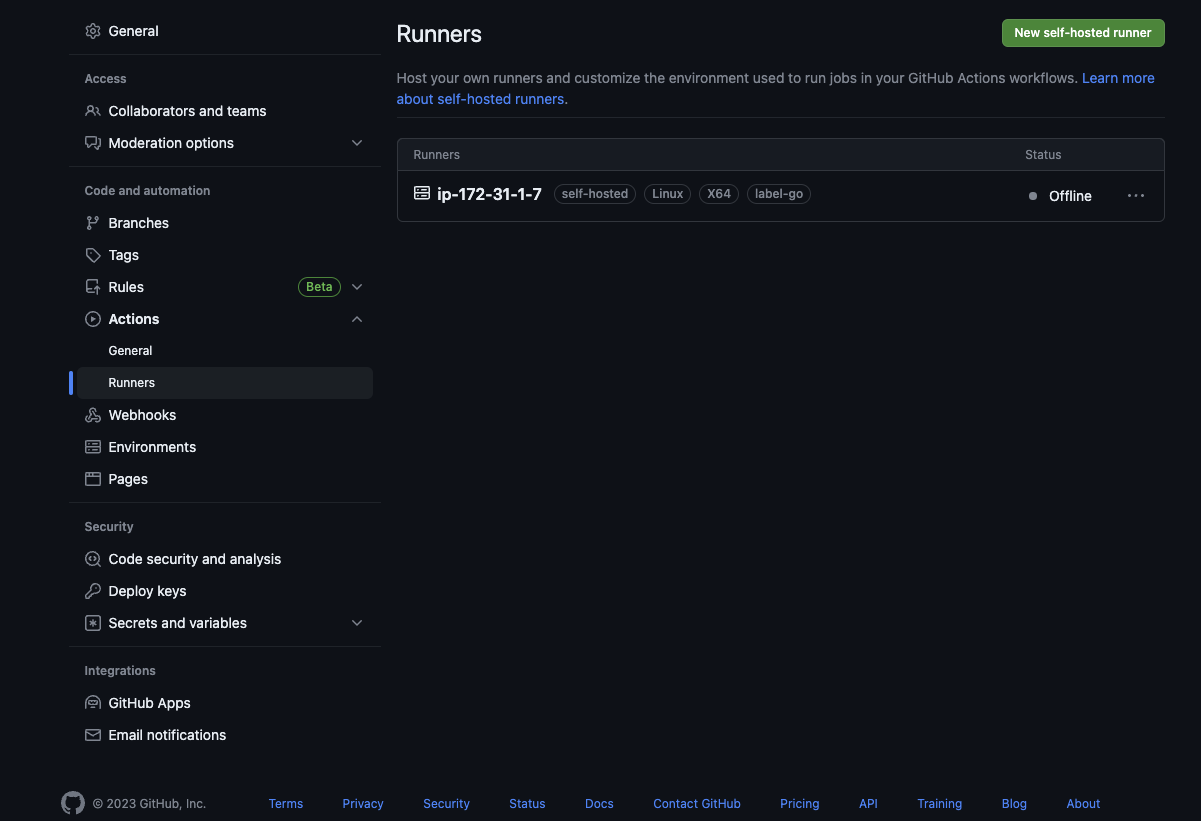 General
Access
Collaborators and teams
Moderation options
Code and automation
Branches
Tags
Rules Beta
Actions
General
Runners
Webhooks
Environments
Pages
Security
Code security and analysis
Deploy keys
Secrets and variables
Integrations
GitHub Apps
Email notifications
Runners
New self-hosted runner
Host your own runners and customize the environment used to run jobs in your GitHub Actions workflows. Learn more
about self-hosted runners.
Runners Status
ip-172-31-1-7 self-hosted Linux X64 label-go Offline
© 2023 GitHub, Inc. Terms Privacy Security Status Docs Contact GitHub Pricing API Training Blog About